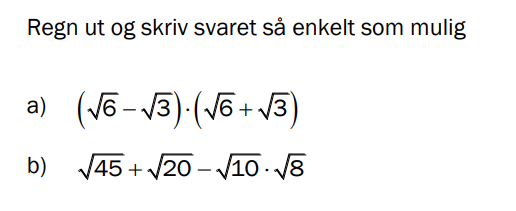 Regn ut og skriv svaret så enkelt som mulig
a) (√6 − √3)·(√6 + √3)
b) √45 + √20 − √10 · √8